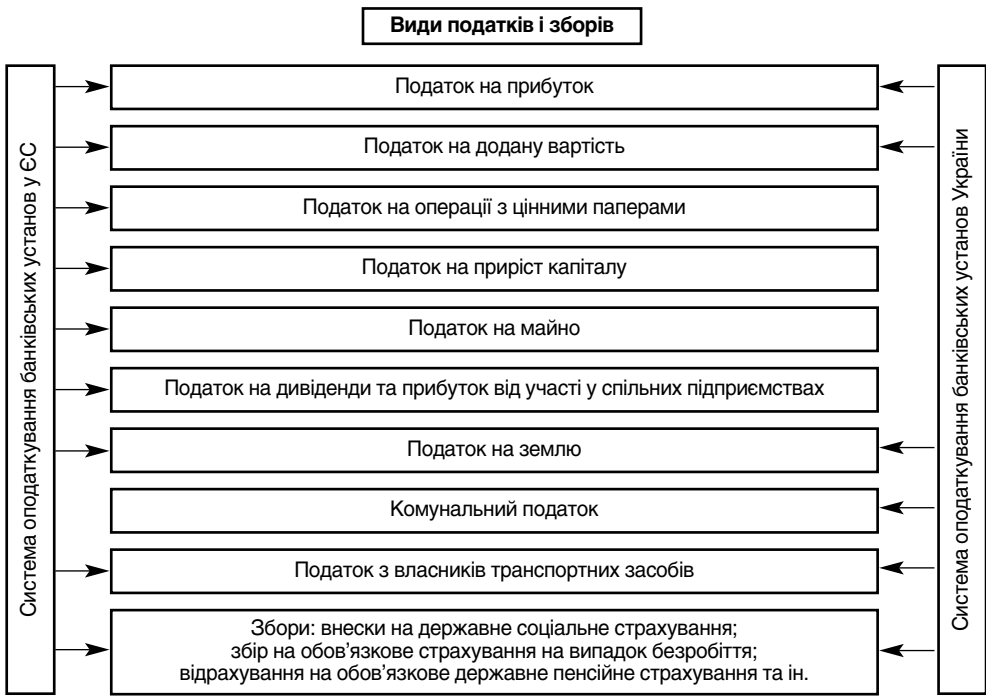 Види податків і зборів
Система оподаткування банківських установ у ЄС
Податок на прибуток
Податок на додану вартість
Податок на операції з цінними паперами
Податок на приріст капіталу
Податок на майно
Податок на дивіденди та прибуток від участі у спільних підприємствах
Податок на землю
Комунальний податок
Податок з власників транспортних засобів
Збори: внески на державне соціальне страхування;
збір на обов’язкове страхування на випадок безробіття;
відрахування на обов’язкове державне пенсійне страхування та ін.
Система оподаткування банківських установ України